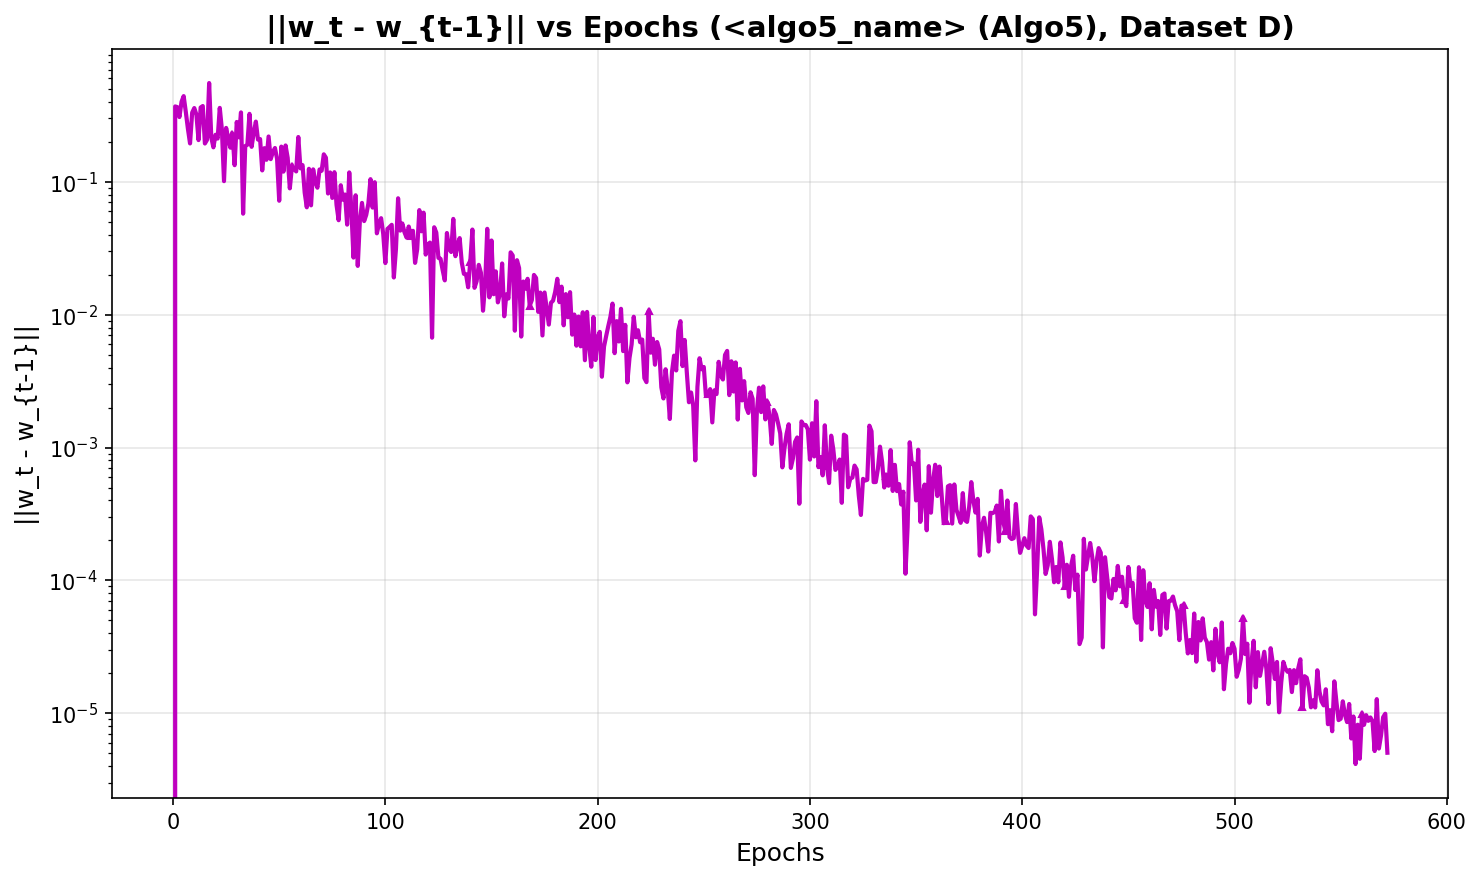 ||w_t - w_{t-1}|| vs Epochs (<algo5_name> (Algo5), Dataset D)
||w_t - w_{t-1}||
10⁻¹
10⁻²
10⁻³
10⁻⁴
10⁻⁵
0 100 200 300 400 500 600
Epochs